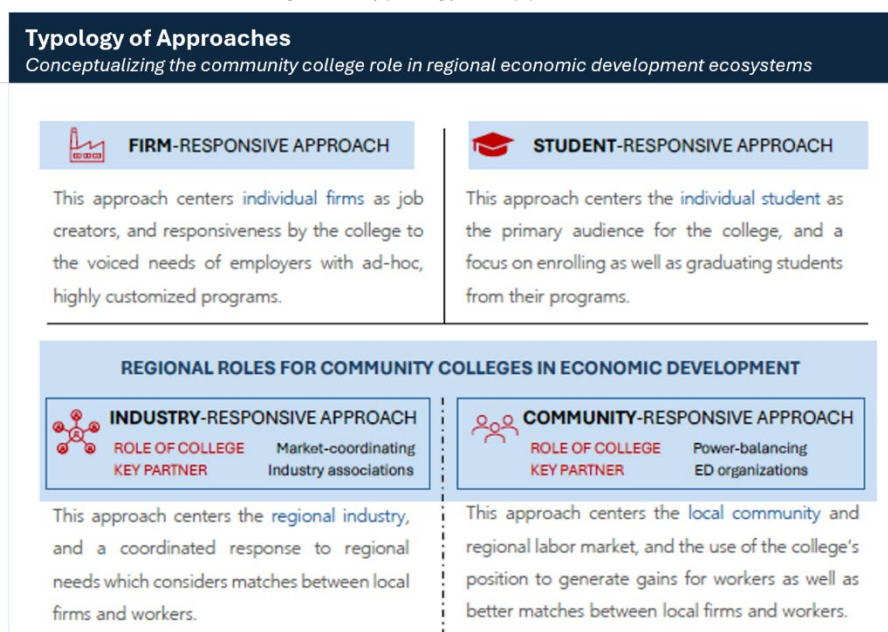 Typology of Approaches
Conceptualizing the community college role in regional economic development ecosystems
FIRM-RESPONSIVE APPROACH
This approach centers individual firms as job
creators, and responsiveness by the college to
the voiced needs of employers with ad-hoc,
highly customized programs.
STUDENT-RESPONSIVE APPROACH
This approach centers the individual student as
the primary audience for the college, and a
focus on enrolling as well as graduating students
from their programs.
REGIONAL ROLES FOR COMMUNITY COLLEGES IN ECONOMIC DEVELOPMENT
INDUSTRY-RESPONSIVE APPROACH
ROLE OF COLLEGE Market-coordinating
KEY PARTNER Industry associations
This approach centers the regional industry,
and a coordinated response to regional
needs which considers matches between local
firms and workers.
COMMUNITY-RESPONSIVE APPROACH
ROLE OF COLLEGE Power-balancing
KEY PARTNER ED organizations
This approach centers the local community and
regional labor market, and the use of the college's
position to generate gains for workers as well as
better matches between local firms and workers.